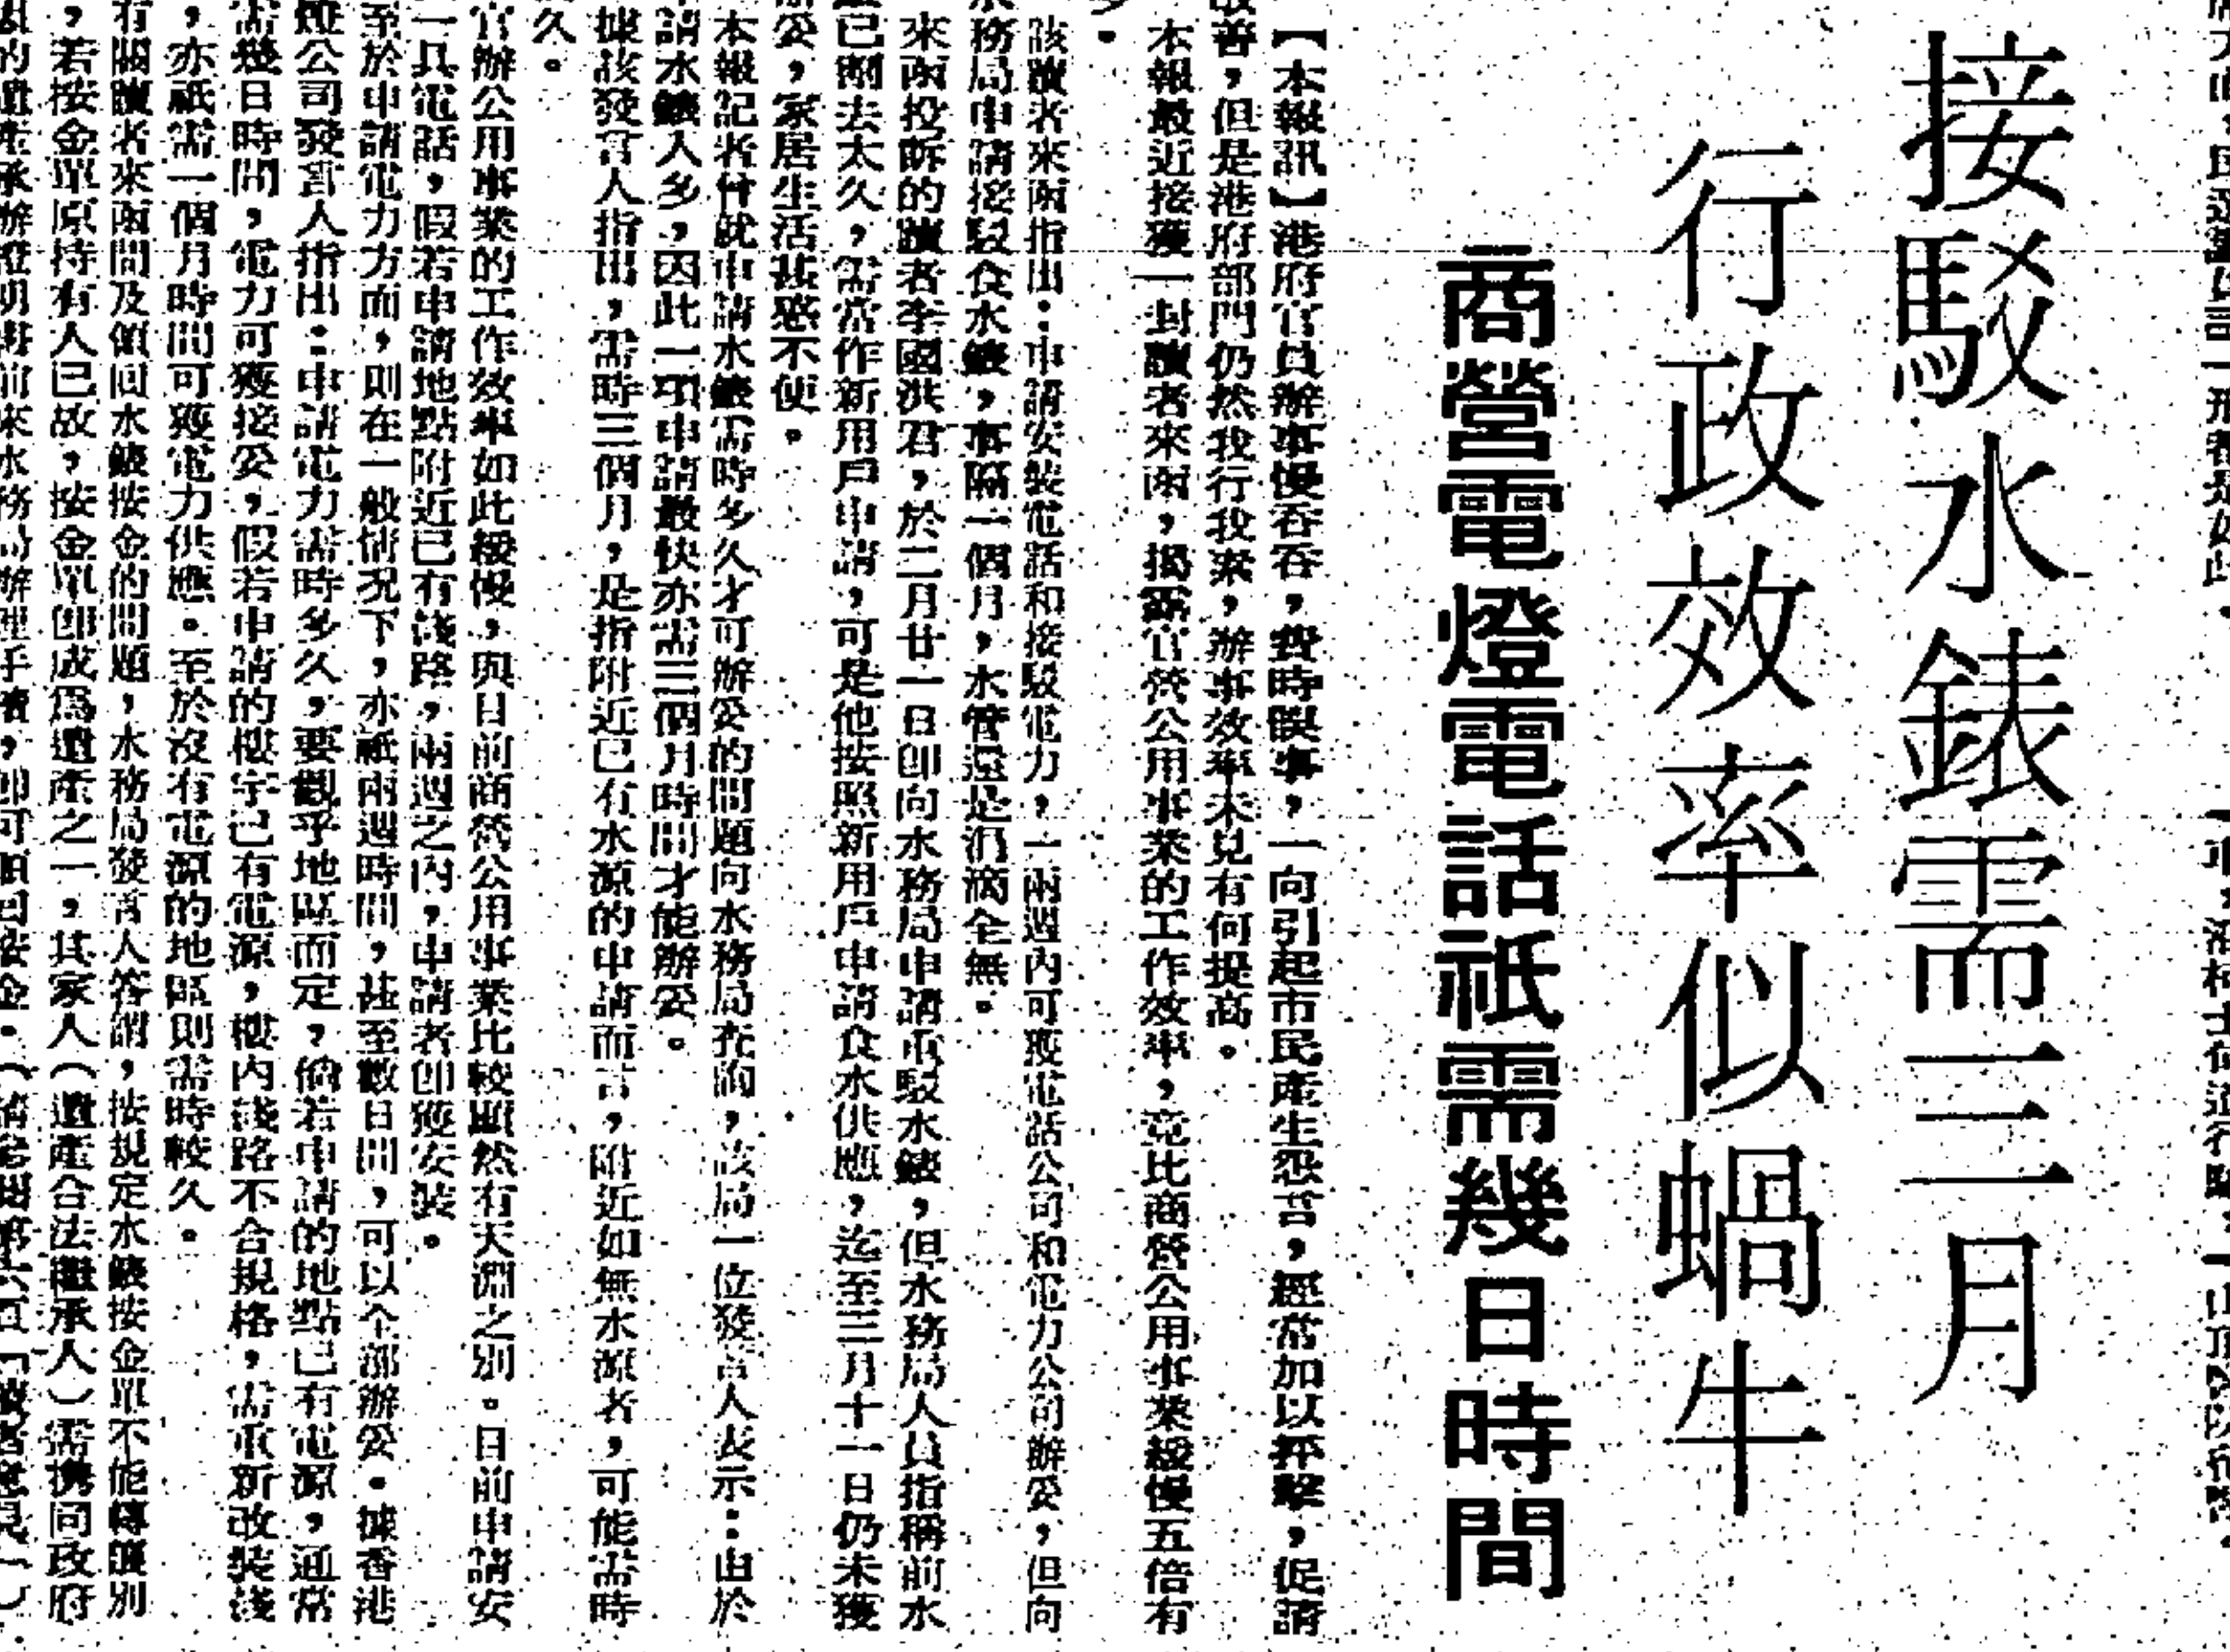 接駁水錶需三月
行政效率似蝸牛
商營電燈電話祇需幾日時間
【本報訊】港府官員辦事慢吞吞，費時誤事，一向引起市民產生怨言，經常加以抨擊，促請
改善，但是港府部門仍然我行我素，辦事效率未見有何提高。
本報最近接獲一封讀者來函，揭露官營公用事業的工作效率，竟比商營公用事業緩慢五倍有
多。
該讀者來函指出：申請安裝電話和接駁電力，一兩週內可獲電話公司和電力公司辦妥，但向
水務局申請接駁食水錶，事隔一個月，水管還是涓滴全無。
來函投訴的讀者李國洪君，於二月廿一日即向水務局申請重駁水錶，但水務局人員指稱前水
已剷去太久，需當作新用戶申請，可是他按照新用戶申請食水供應，迄至三月十一日仍未獲
辦妥，家居生活甚感不便。
本報記者曾就申請水錶需時多久才可辦妥的問題向水務局查詢，該局一位發言人表示：由於
申請水錶人多，因此一項申請最快亦需三個月時間才能辦妥。
據該發言人指出，需時三個月，是指附近已有水源的申請而言，附近如無水源者，可能需時
久。
官辦公用事業的工作效率如此緩慢，與日前商營公用事業比較顯然有天淵之別。日前申請安
一具電話，假若申請地點附近已有綫路，兩週之內，申請者即獲安裝。
至於申請電力方面，則在一般情况下，亦祇兩週時間，甚至數日間，可以全部辦妥。據香港
燈公司發言人指出：申請電力需時多久，要觀乎地區而定，倘若申請的地點已有電源，通常
需幾日時間，電力可獲接妥，假若申請的樓宇已有電源，樓內綫路不合規格，需重新改裝綫
，亦祇需一個月時間可獲電力供應。至於沒有電源的地區則需時較久。
有關讀者來函問及領回水錶按金的問題，水務局發言人答謂，按規定水錶按金單不能轉讓別
，若按金單原持有人已故，按金單即成爲遺產之一，其家人（遺產合法繼承人）需携同政府
的遺產承辦證明書前來水務局辦理手續，即可領回按金。